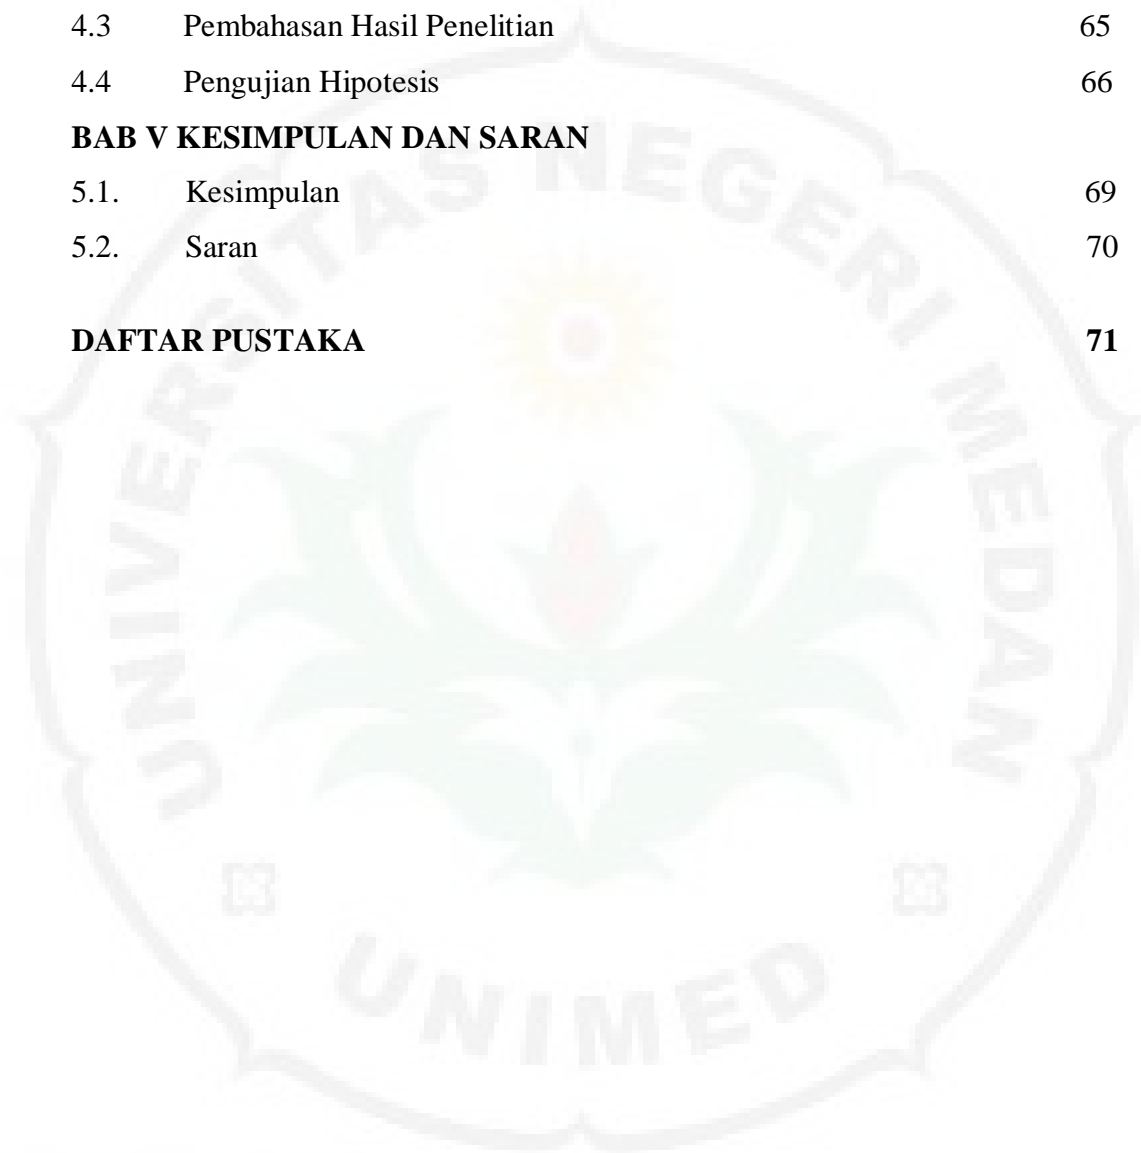 4.3 Pembahasan Hasil Penelitian 65
4.4 Pengujian Hipotesis 66
BAB V KESIMPULAN DAN SARAN
5.1. Kesimpulan 69
5.2. Saran 70
DAFTAR PUSTAKA 71
UNIVERSITAS NEGERI MEDAN
UNIMED